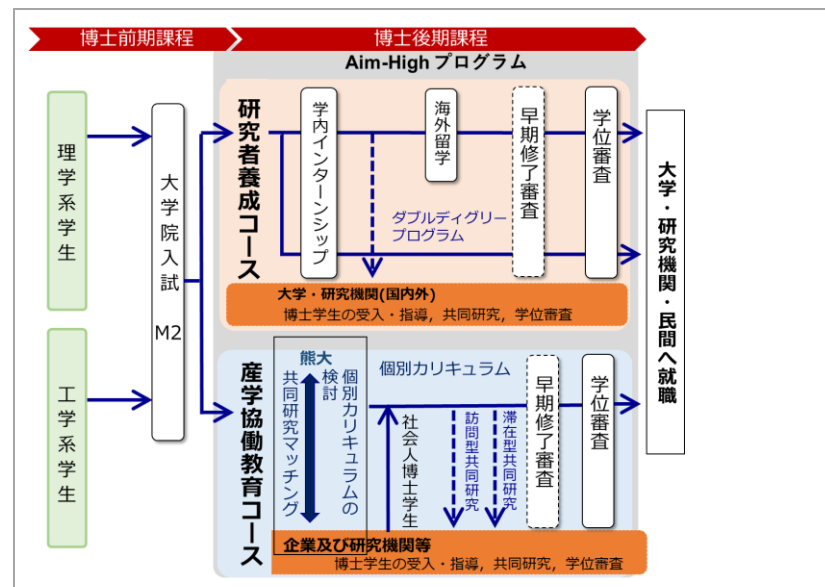 博士前期課程
博士後期課程
Aim-High プログラム
理学系学生
工学系学生
大学院入試 M2
研究者養成コース
学内インターンシップ
海外留学
早期修了審査
学位審査
ダブルディグリー
プログラム
大学・研究機関(国内外)
博士学生の受入・指導，共同研究，学位審査
産学協働教育コース
熊大
個別カリキュラムの
検討
共同研究マッチング
個別カリキュラム
社会人博士学生
訪問型共同研究
滞在型共同研究
早期修了審査
学位審査
企業及び研究機関等
博士学生の受入・指導，共同研究，学位審査
大学・研究機関・民間へ就職